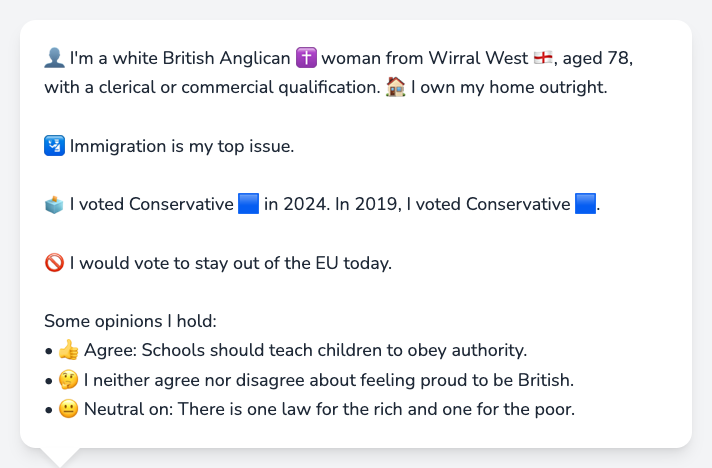 👤 I'm a white British Anglican ✝️ woman from Wirral West 🏴󠁧󠁢󠁥󠁮󠁧󠁿, aged 78,
with a clerical or commercial qualification. 🏠 I own my home outright.
🛂 Immigration is my top issue.
🗳️ I voted Conservative 🟦 in 2024. In 2019, I voted Conservative 🟦.
🚫 I would vote to stay out of the EU today.
Some opinions I hold:
• 👍 Agree: Schools should teach children to obey authority.
• 🤔 I neither agree nor disagree about feeling proud to be British.
• 😐 Neutral on: There is one law for the rich and one for the poor.